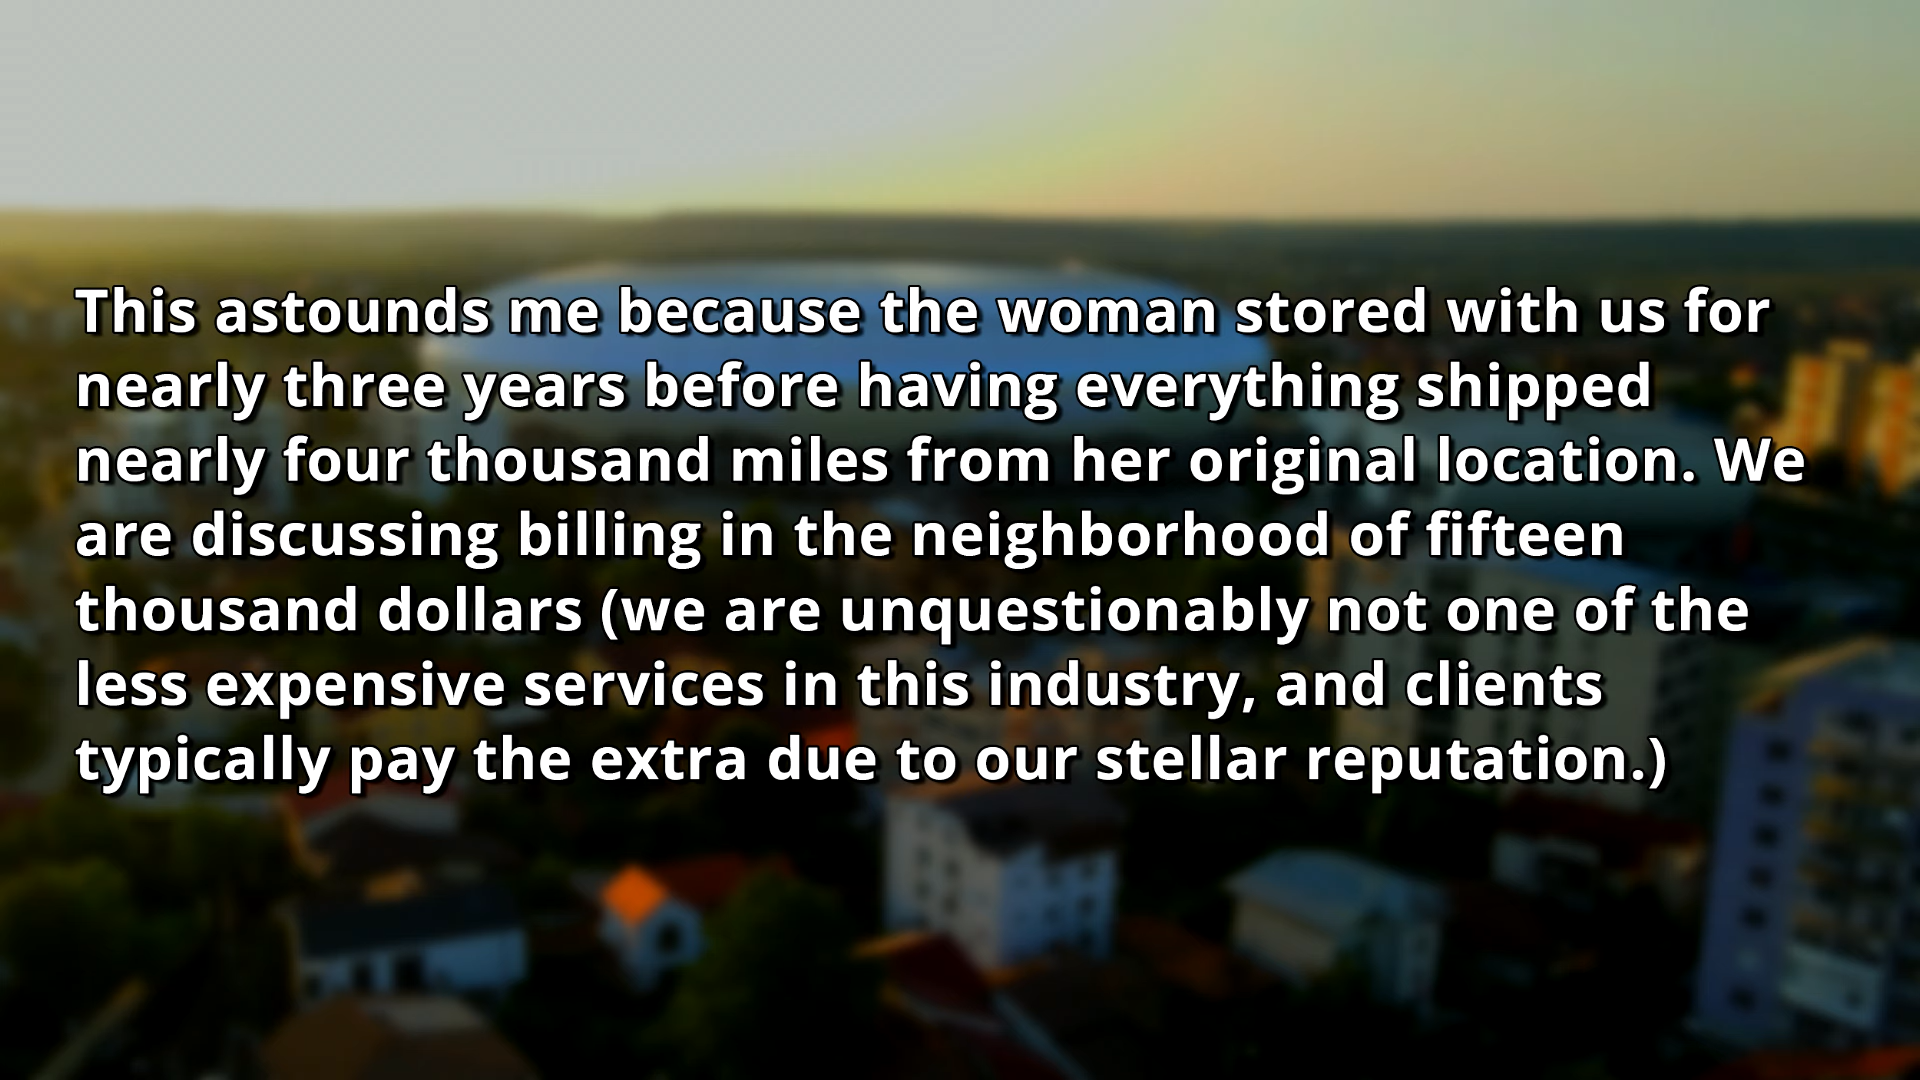 This astounds me because the woman stored with us for
nearly three years before having everything shipped
nearly four thousand miles from her original location. We
are discussing billing in the neighborhood of fifteen
thousand dollars (we are unquestionably not one of the
less expensive services in this industry, and clients
typically pay the extra due to our stellar reputation.)